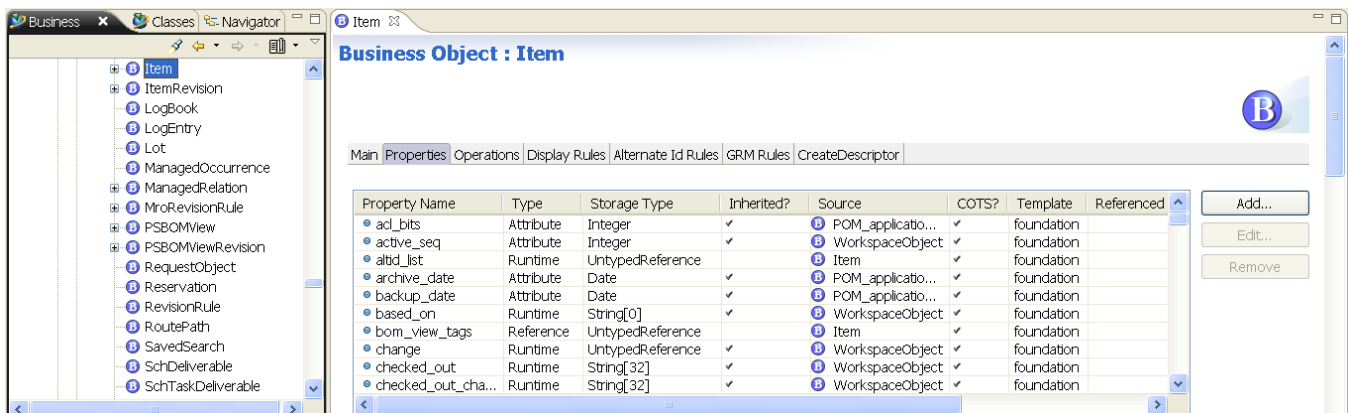 Business Classes Navigator
Item
ItemRevision
LogBook
LogEntry
Lot
ManagedOccurrence
ManagedRelation
MroRevisionRule
PSBOMView
PSBOMViewRevision
RequestObject
Reservation
RevisionRule
RoutePath
SavedSearch
SchDeliverable
SchTaskDeliverable
Item
Business Object : Item
Main Properties Operations Display Rules Alternate Id Rules GRM Rules CreateDescriptor
Property Name Type Storage Type Inherited? Source COTS? Template Referenced
acl_bits Attribute Integer POM_applicatio... foundation
active_seq Attribute Integer WorkspaceObject foundation
altid_list Runtime UntypedReference Item foundation
archive_date Attribute Date POM_applicatio... foundation
backup_date Attribute Date POM_applicatio... foundation
based_on Runtime String[0] WorkspaceObject foundation
bom_view_tags Reference UntypedReference Item foundation
change Runtime UntypedReference WorkspaceObject foundation
checked_out Runtime String[32] WorkspaceObject foundation
checked_out_cha... Runtime String[32] WorkspaceObject foundation
Add...
Edit...
Remove